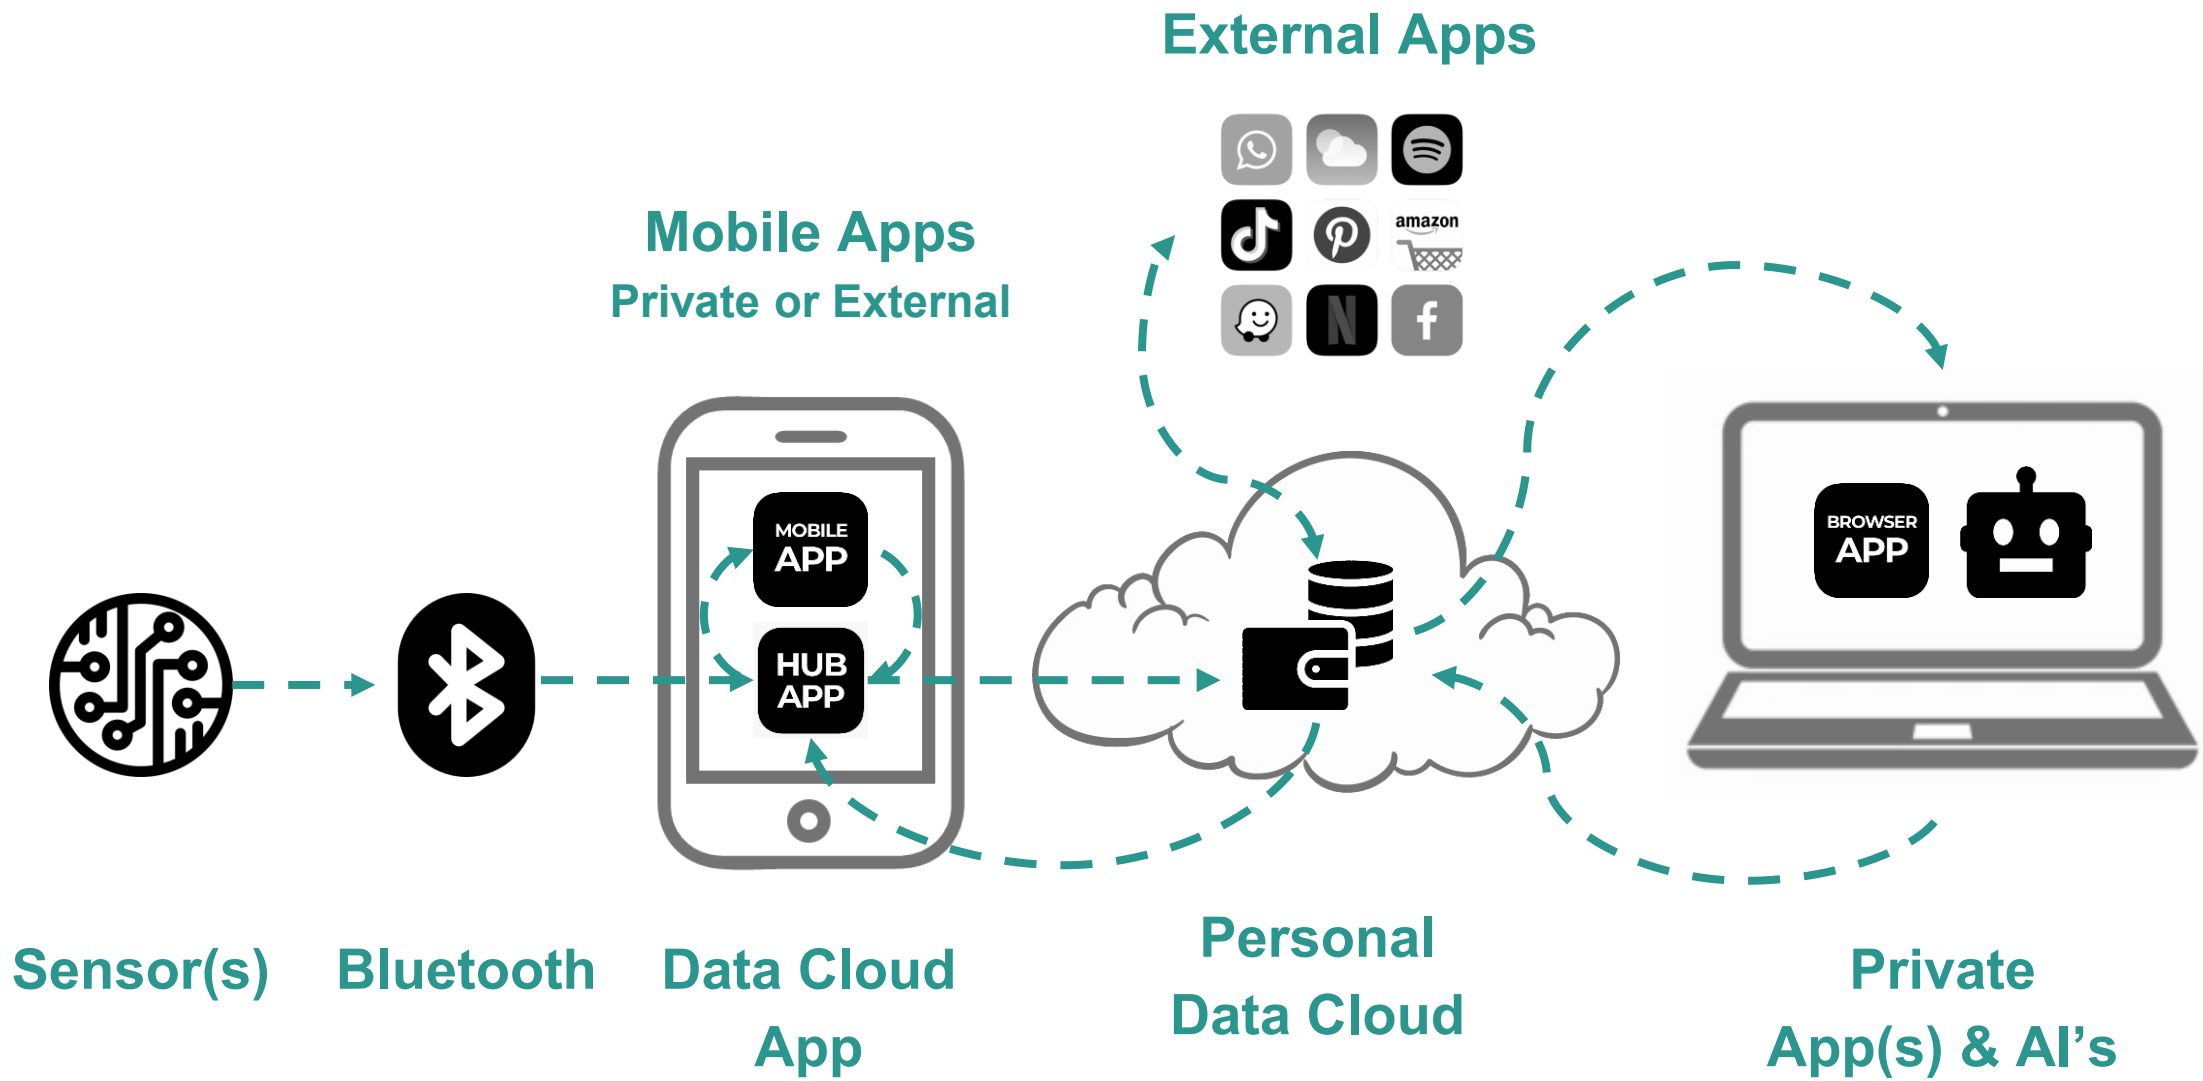 External Apps
amazon
Mobile Apps
Private or External
MOBILE
APP
HUB
APP
BROWSER
APP
Sensor(s)
Bluetooth
Data Cloud
App
Personal
Data Cloud
Private
App(s) & AI’s